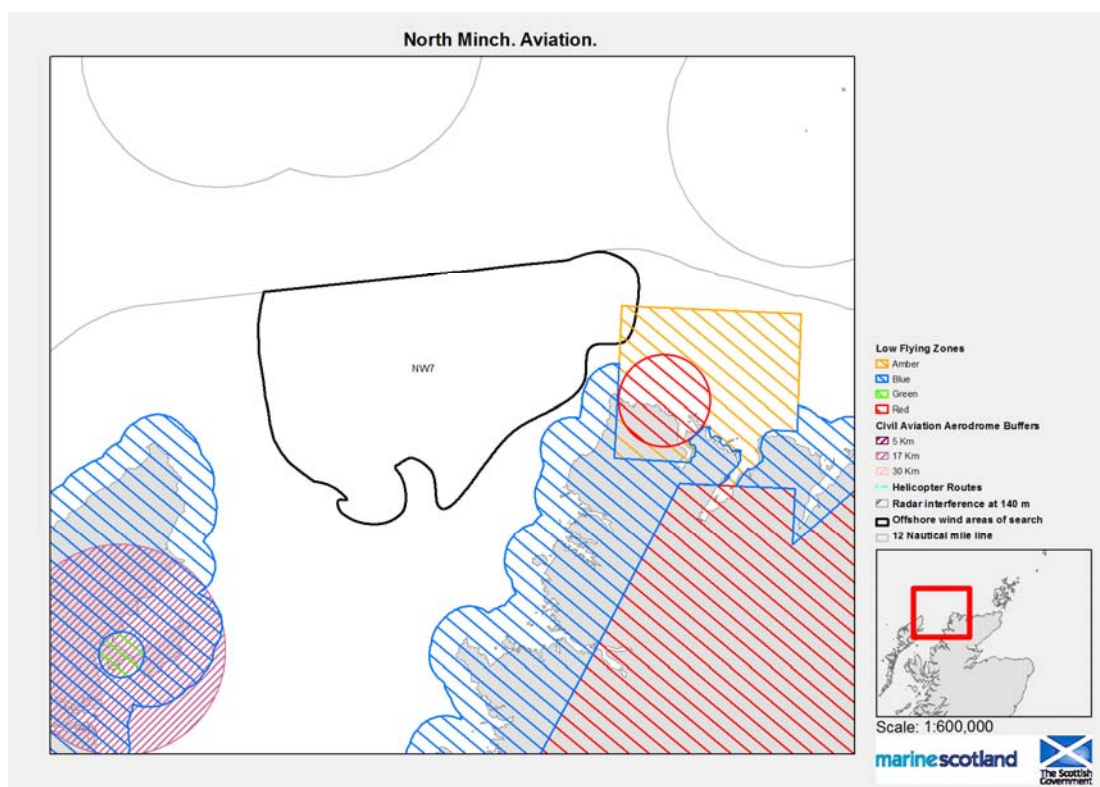 North Minch. Aviation.
NW7
Low Flying Zones
Amber
Blue
Green
Red
Civil Aviation Aerodrome Buffers
5 Km
17 Km
30 Km
Helicopter Routes
Radar interference at 140 m
Offshore wind areas of search
12 Nautical mile line
Scale: 1:600,000
marinescotland
The Scottish
Government